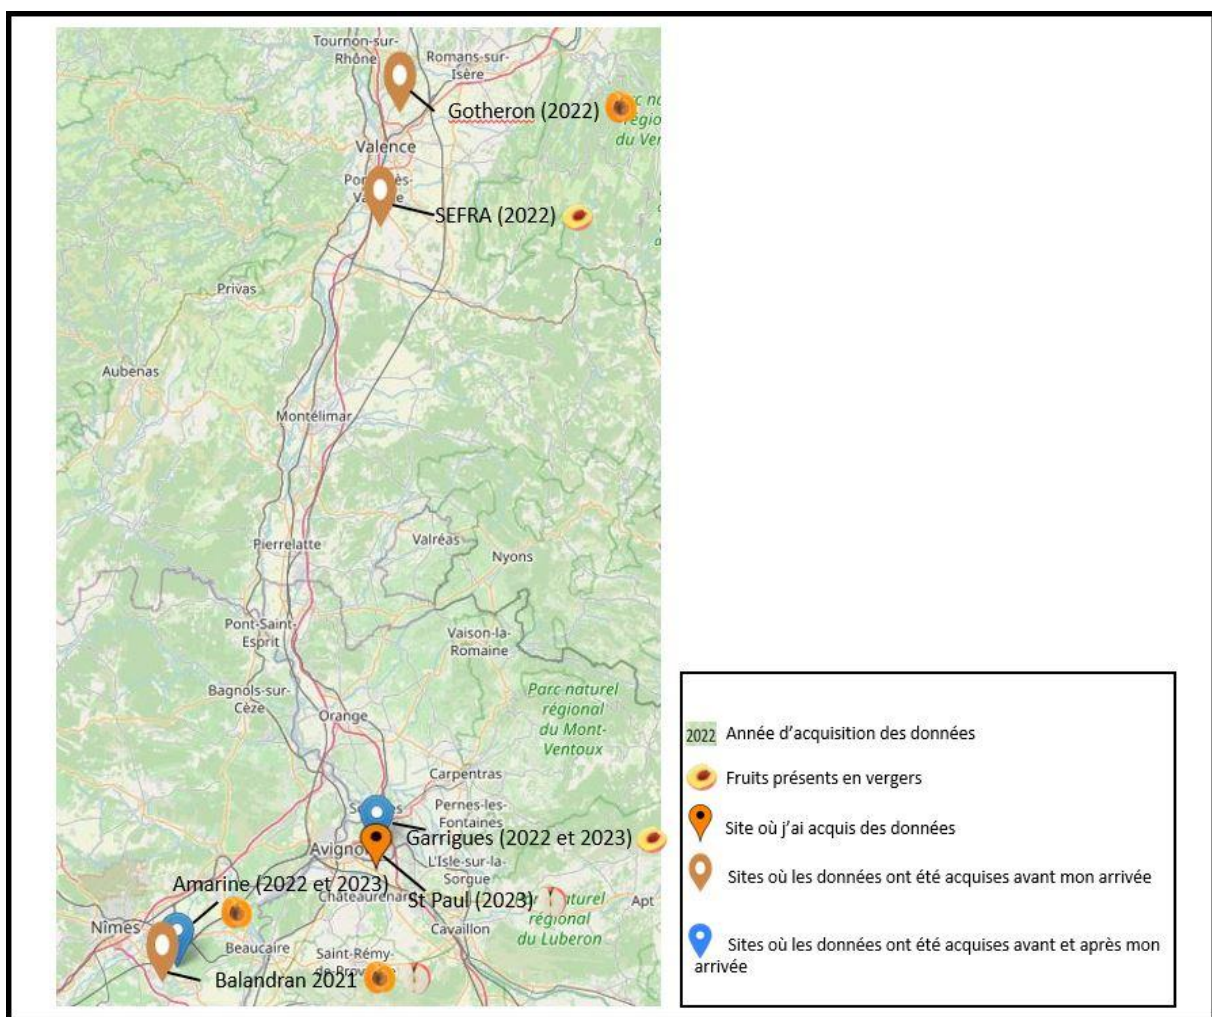 Tournon-sur-
Rhône
Romans-sur-
Isère
Gotheron (2022)
du Ver
Valence
SEFRA (2022)
Privas
Aubenas
Montélimar
Pierrelatte
Valréas
Nyons
Pont-Saint-
Esprit
Vaison-la-
Romaine
Bagnols-sur-
Cèze
Parc naturel
régional
du Mont-
Ventoux
Orange
Carpentras
Pernes-les-
Fontaines
Garrigues (2022 et 2023)
L'Isle-sur-la-
Sorgue
Amarine (2022 et 2023)
St Paul (2023)
Apt
régional
du Luberon
Nîmes
Beaucaire
Cavaillon
Saint-Rémy-
Balandran 2021
2022 Année d'acquisition des données
Fruits présents en vergers
Site où j'ai acquis des données
Sites où les données ont été acquises avant mon arrivée
Sites où les données ont été acquises avant et après mon
arrivée